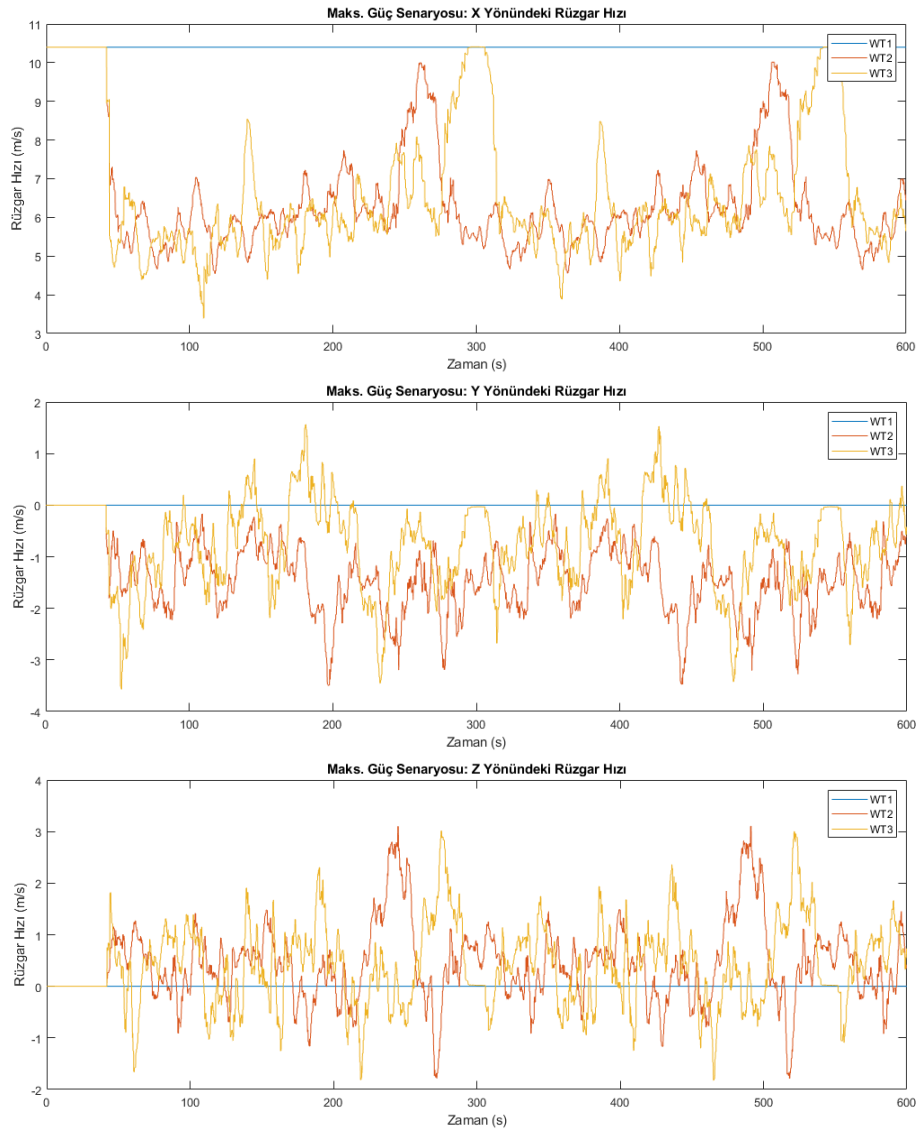 Maks. Güç Senaryosu: X Yönündeki Rüzgar Hızı
11
10
9
8
7
6
5
4
3
Rüzgar Hızı (m/s)
WT1
WT2
WT3
0
100
200
300
400
500
600
Zaman (s)
Maks. Güç Senaryosu: Y Yönündeki Rüzgar Hızı
2
1
0
-1
-2
-3
-4
Rüzgar Hızı (m/s)
WT1
WT2
WT3
0
100
200
300
400
500
600
Zaman (s)
Maks. Güç Senaryosu: Z Yönündeki Rüzgar Hızı
4
3
2
1
0
-1
-2
Rüzgar Hızı (m/s)
WT1
WT2
WT3
0
100
200
300
400
500
600
Zaman (s)